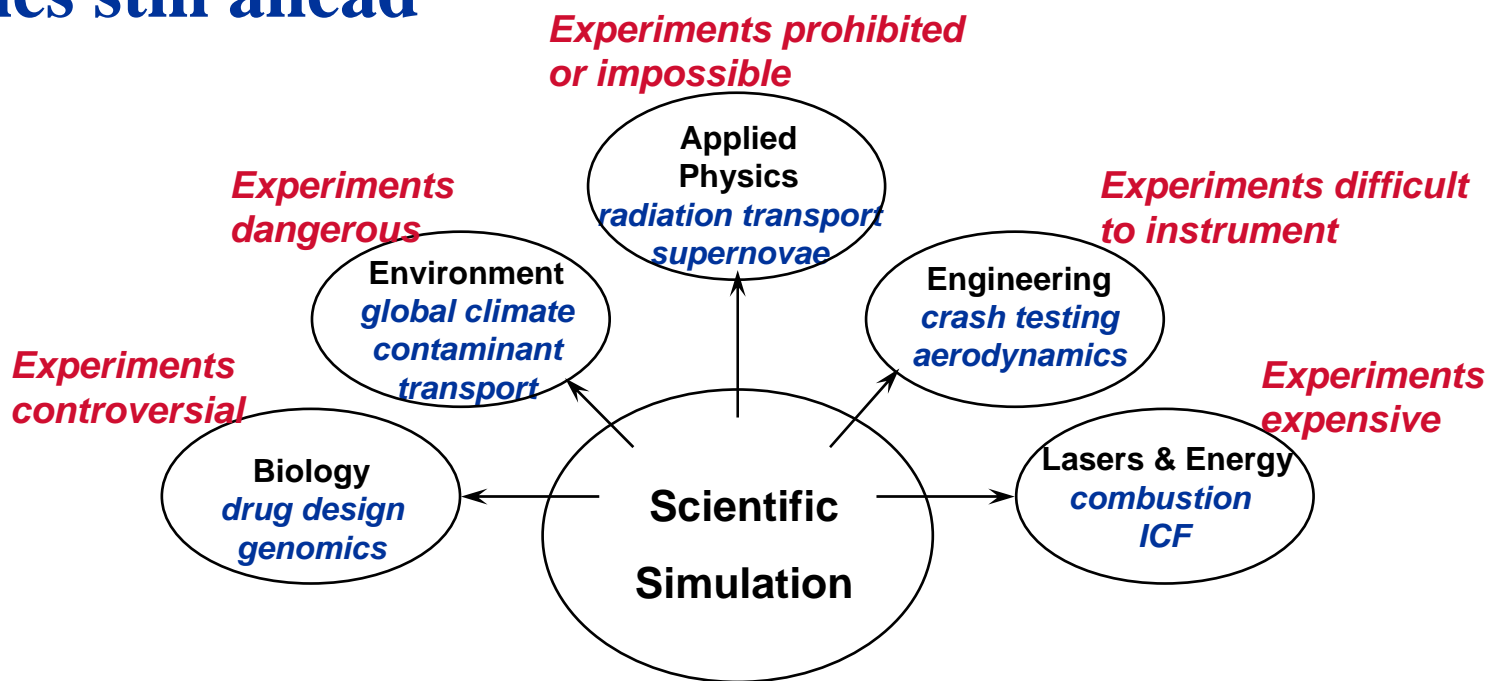 still ahead
Experiments prohibited
or impossible
Applied
Physics
radiation transport
supernovae
Experiments
dangerous
Environment
global climate
contaminant
transport
Experiments difficult
to instrument
Engineering
crash testing
aerodynamics
Experiments
controversial
Biology
drug design
genomics
Experiments
expensive
Lasers & Energy
combustion
ICF
Scientific
Simulation